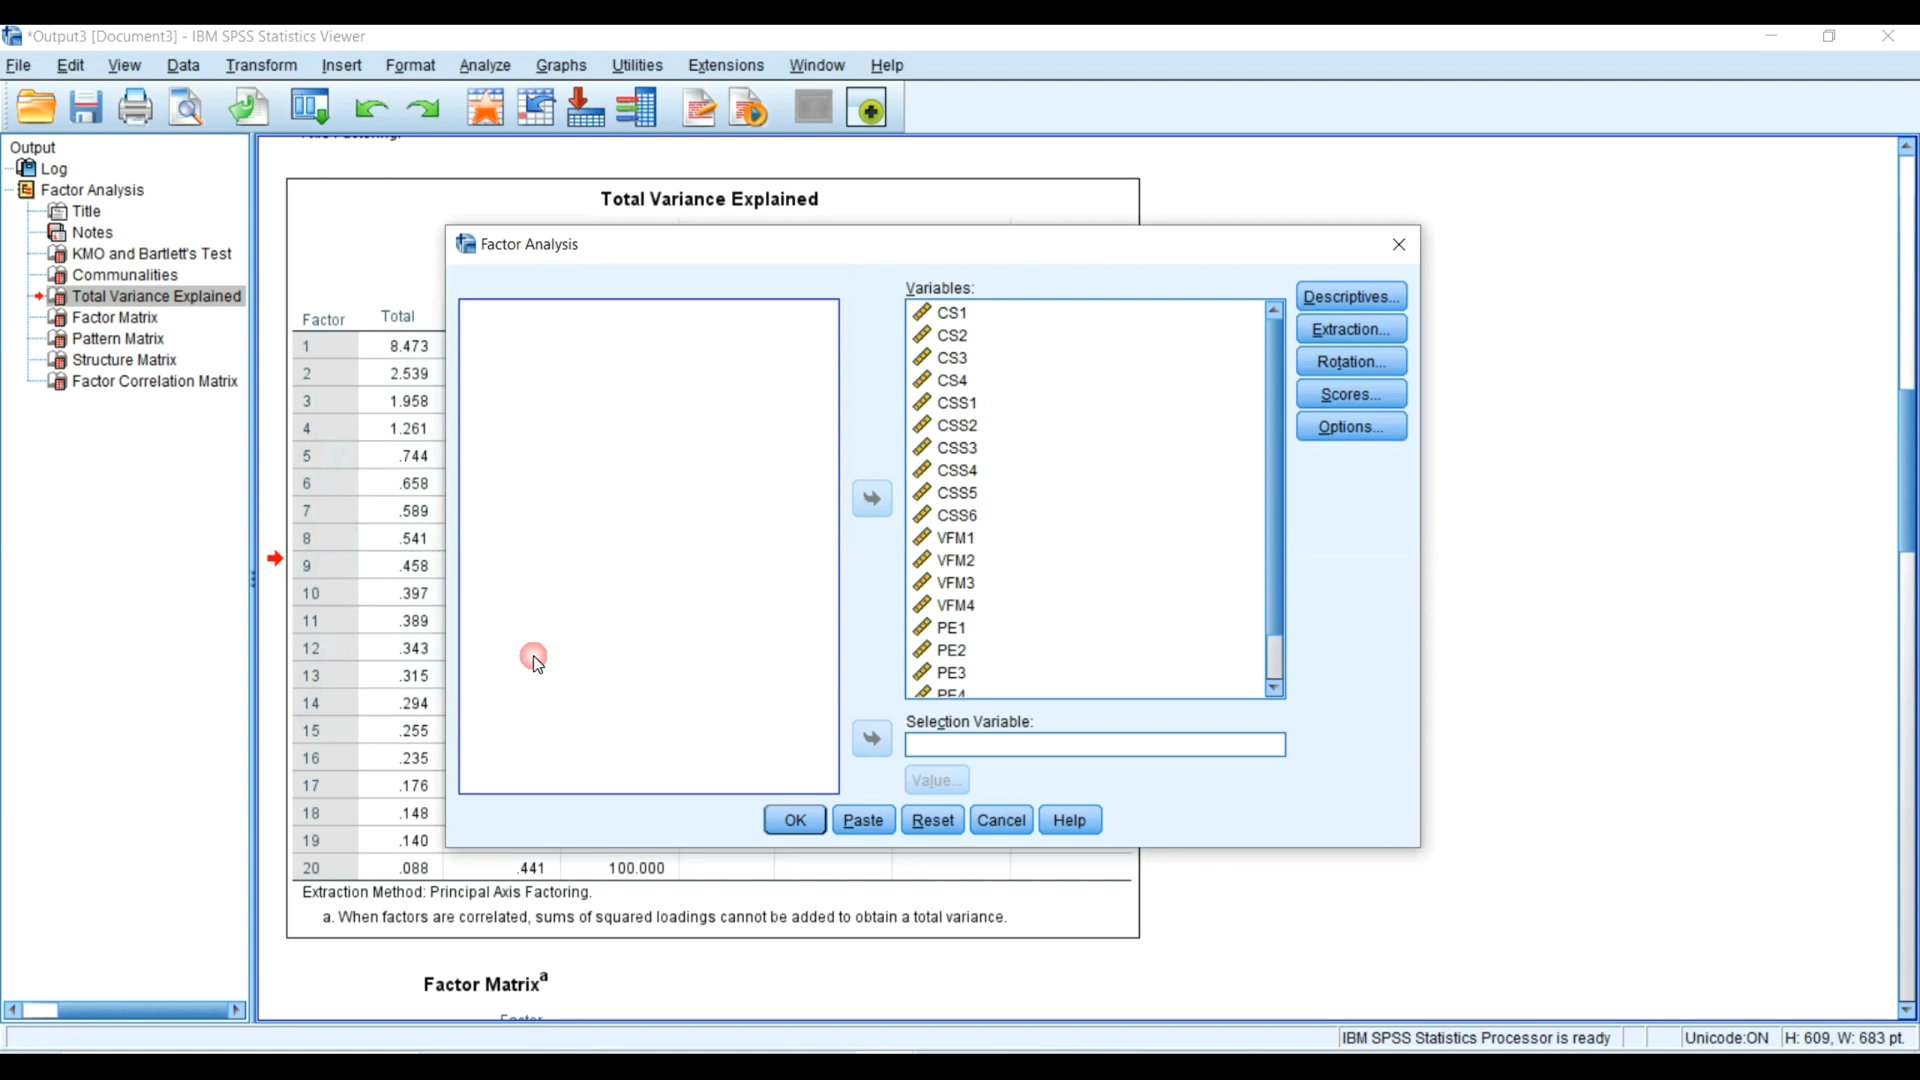 *Output3 [Document3] - IBM SPSS Statistics Viewer
File Edit View Data Transform Insert Format Analyze Graphs Utilities Extensions Window Help
Output
Log
Factor Analysis
Title
Notes
KMO and Bartlett's Test
Communalities
Total Variance Explained
Factor Matrix
Pattern Matrix
Structure Matrix
Factor Correlation Matrix
Total Variance Explained
Factor Total
1 8.473
2 2.539
3 1.958
4 1.261
5 .744
6 .658
7 .589
8 .541
9 .458
10 .397
11 .389
12 .343
13 .315
14 .294
15 .255
16 .235
17 .176
18 .148
19 .140
20 .088 .441 100.000
Extraction Method: Principal Axis Factoring.
a. When factors are correlated, sums of squared loadings cannot be added to obtain a total variance.
Factor Matrixa
Factor Analysis
Variables:
CS1
CS2
CS3
CS4
CSS1
CSS2
CSS3
CSS4
CSS5
CSS6
VFM1
VFM2
VFM3
VFM4
PE1
PE2
PE3
PE4
Descriptives...
Extraction...
Rotation...
Scores...
Options...
Selection Variable:
Value...
OK Paste Reset Cancel Help
IBM SPSS Statistics Processor is ready Unicode:ON H: 609, W: 683 pt.